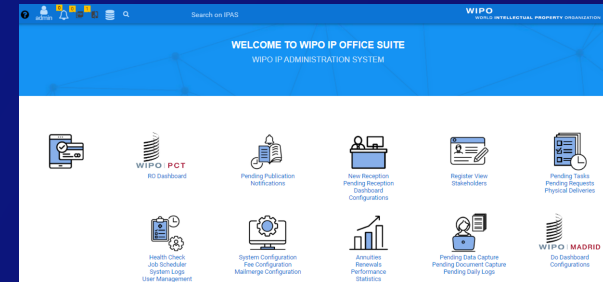 admin
Search on IPAS
WIPO
WORLD INTELLECTUAL PROPERTY ORGANIZATION
WELCOME TO WIPO IP OFFICE SUITE
WIPO IP ADMINISTRATION SYSTEM
WIPO PCT
RO Dashboard
Pending Publication
Notifications
New Reception
Pending Reception
Dashboard
Configurations
Register View
Stakeholders
Pending Tasks
Pending Requests
Physical Deliveries
Health Check
Job Scheduler
System Logs
User Management
System Configuration
Fee Configuration
Mailmerge Configuration
Annuities
Renewals
Performance
Statistics
Pending Data Capture
Pending Document Capture
Pending Daily Logs
WIPO MADRID
Do Dashboard
Configurations